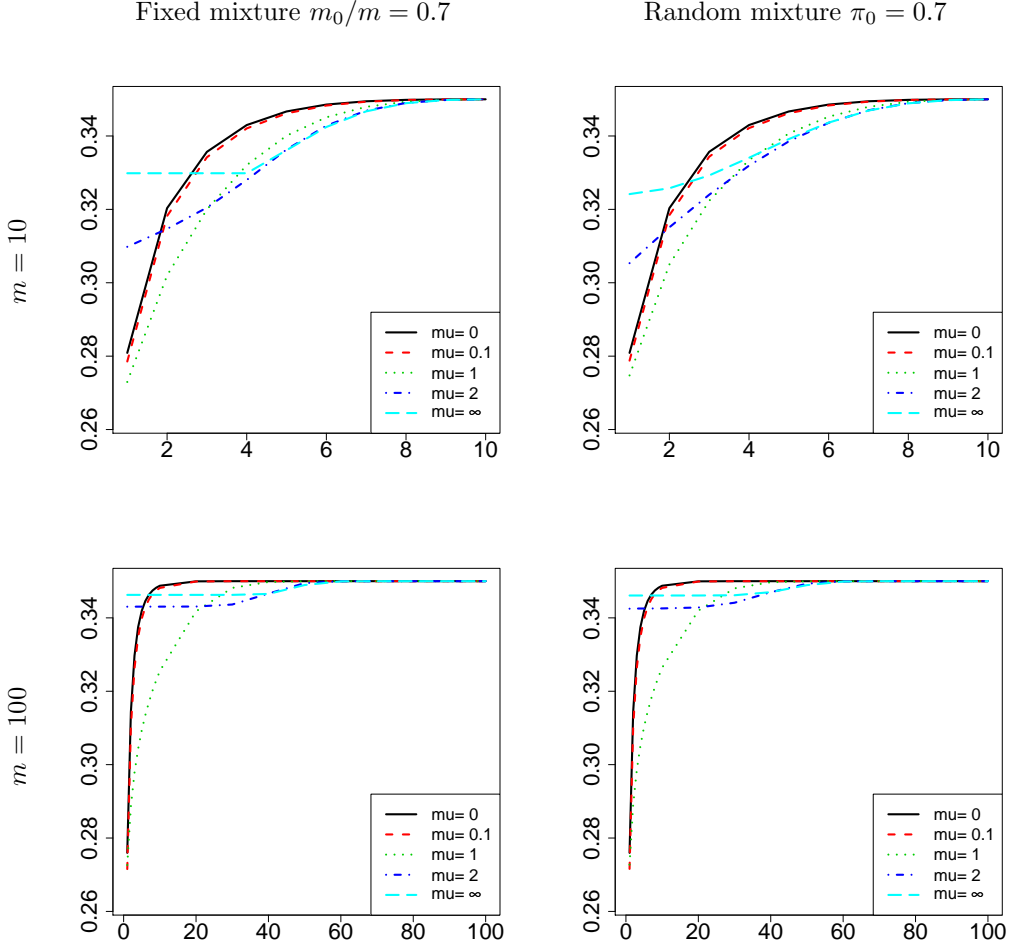 Fixed mixture m₀/m = 0.7
Random mixture π₀ = 0.7
m = 10
0.34
0.32
0.30
0.28
0.26
2
4
6
8
10
mu= 0
mu= 0.1
mu= 1
mu= 2
mu= ∞
0.34
0.32
0.30
0.28
0.26
2
4
6
8
10
mu= 0
mu= 0.1
mu= 1
mu= 2
mu= ∞
m = 100
0.34
0.32
0.30
0.28
0.26
0
20
40
60
80
100
mu= 0
mu= 0.1
mu= 1
mu= 2
mu= ∞
0.34
0.32
0.30
0.28
0.26
0
20
40
60
80
100
mu= 0
mu= 0.1
mu= 1
mu= 2
mu= ∞